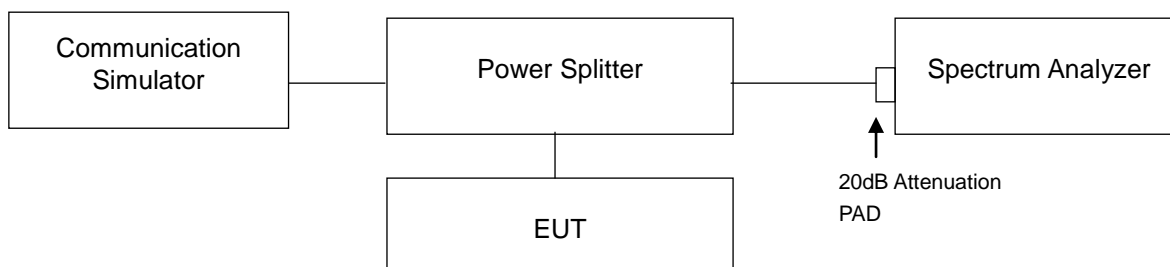 Communication
Simulator
Power Splitter
Spectrum Analyzer
20dB Attenuation
PAD
EUT